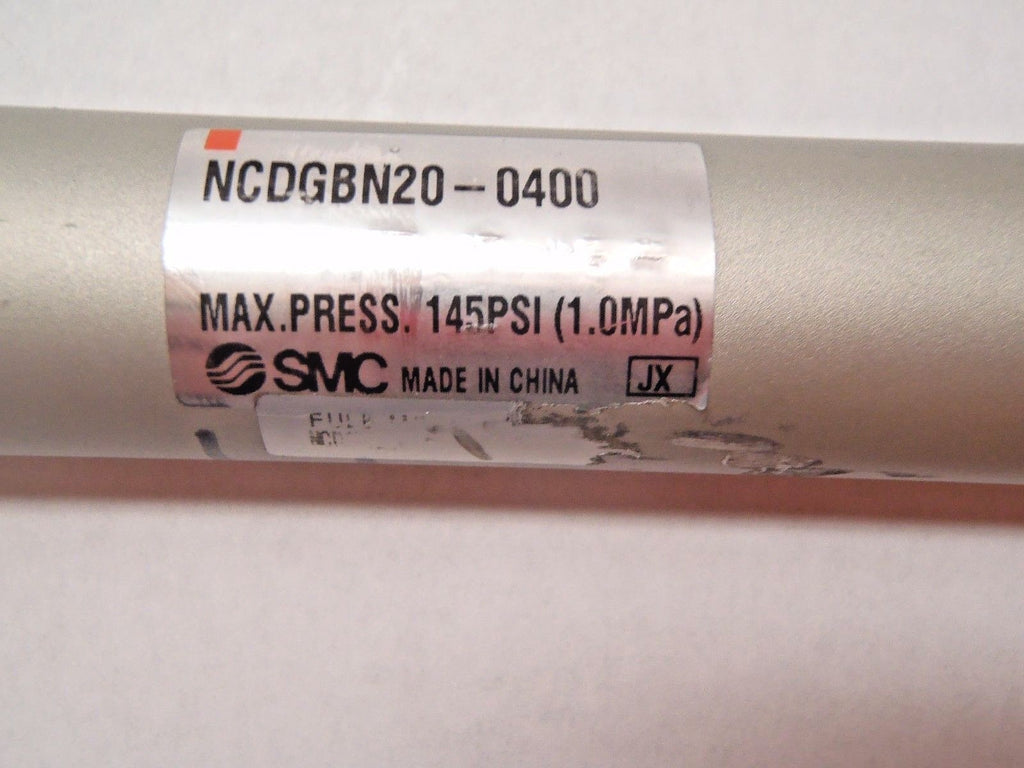 NCDGBN20-0400
MAX.PRESS. 145PSI (1.0MPa)
SMC MADE IN CHINA JX